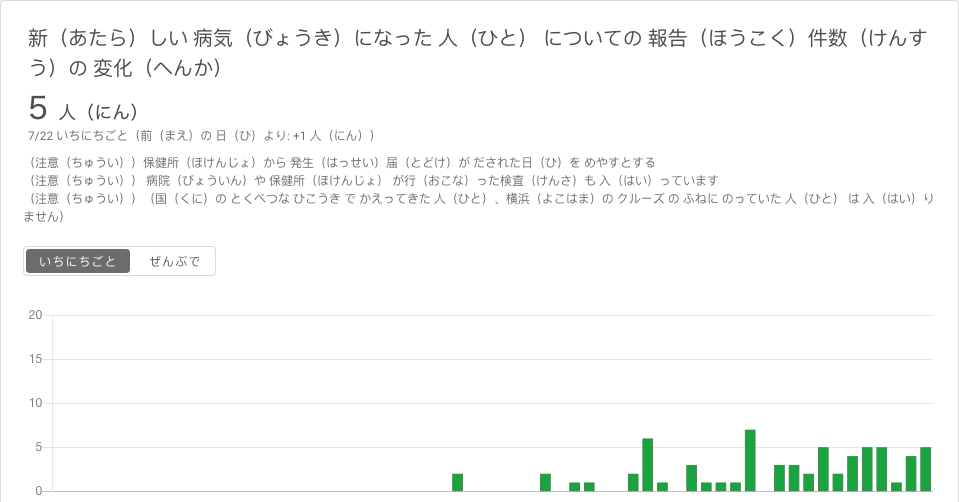 新（あたら）しい 病気（びょうき）になった 人（ひと） についての 報告（ほうこく）件数（けんす
う）の 変化（へんか）
5 人（にん）
7/22 いちにちごと（前（まえ）の 日（ひ）より: +1 人（にん））
（注意（ちゅうい））保健所（ほけんじょ）から 発生（はっせい）届（とどけ）が だされた日（ひ）を めやすとする
（注意（ちゅうい）） 病院（びょういん）や 保健所（ほけんじょ） が行（おこな）った検査（けんさ）も 入（はい）っています
（注意（ちゅうい））（国（くに）の とくべつな ひこうき で かえってきた 人（ひと）、横浜（よこはま）の クルーズ の ふねに のっていた 人（ひと） は 入（はい）り
ません）
いちにちごと ぜんぶで
20
15
10
5
0